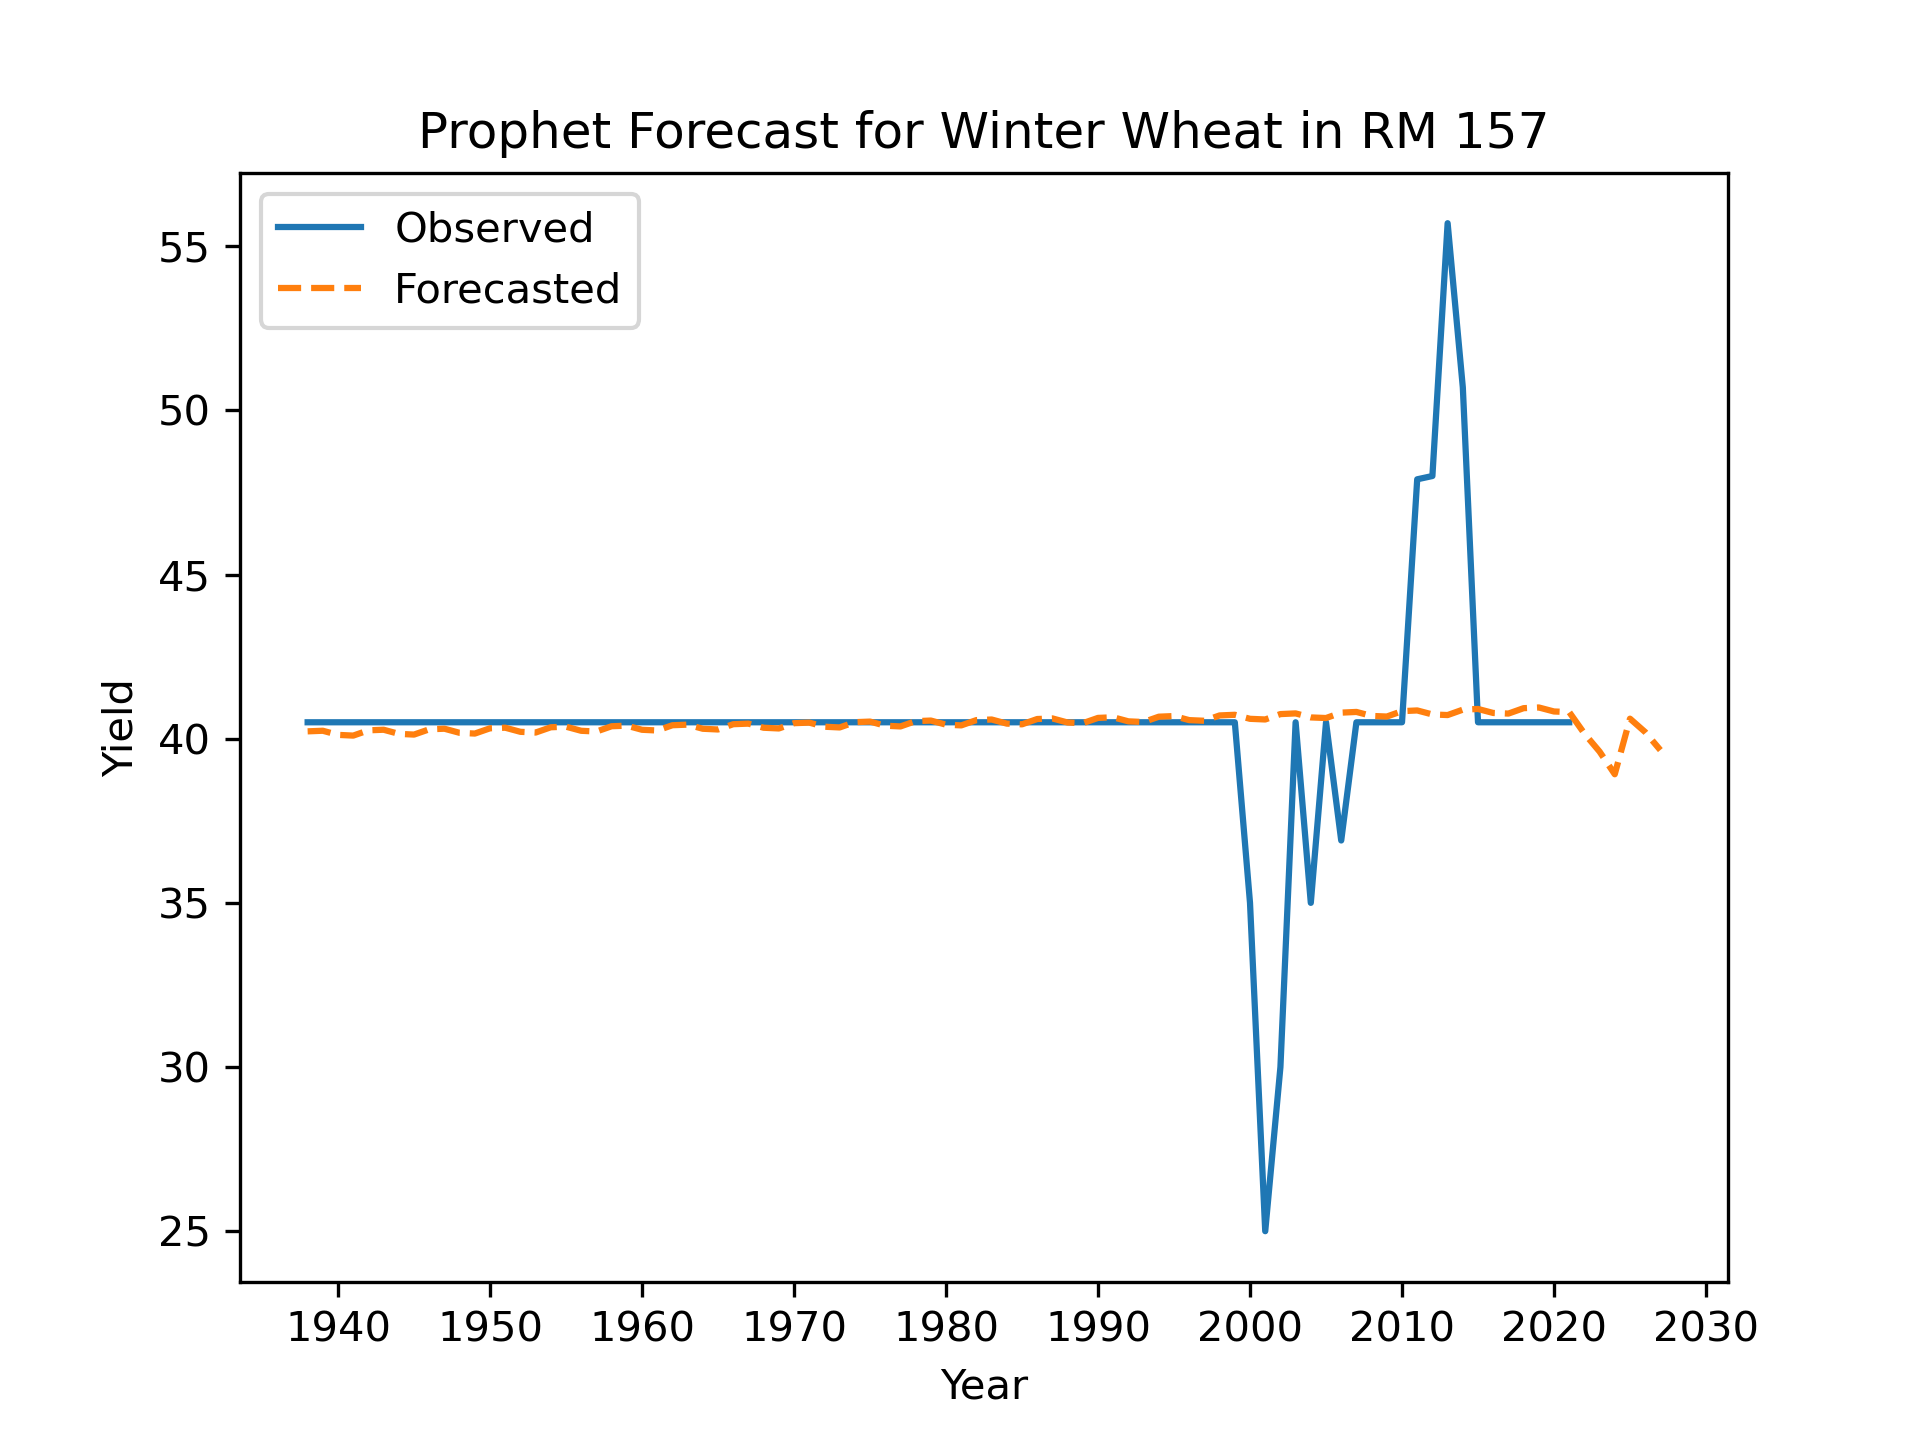 Prophet Forecast for Winter Wheat in RM 157
Observed
Forecasted
55
50
45
40
35
30
25
Yield
1940 1950 1960 1970 1980 1990 2000 2010 2020 2030
Year